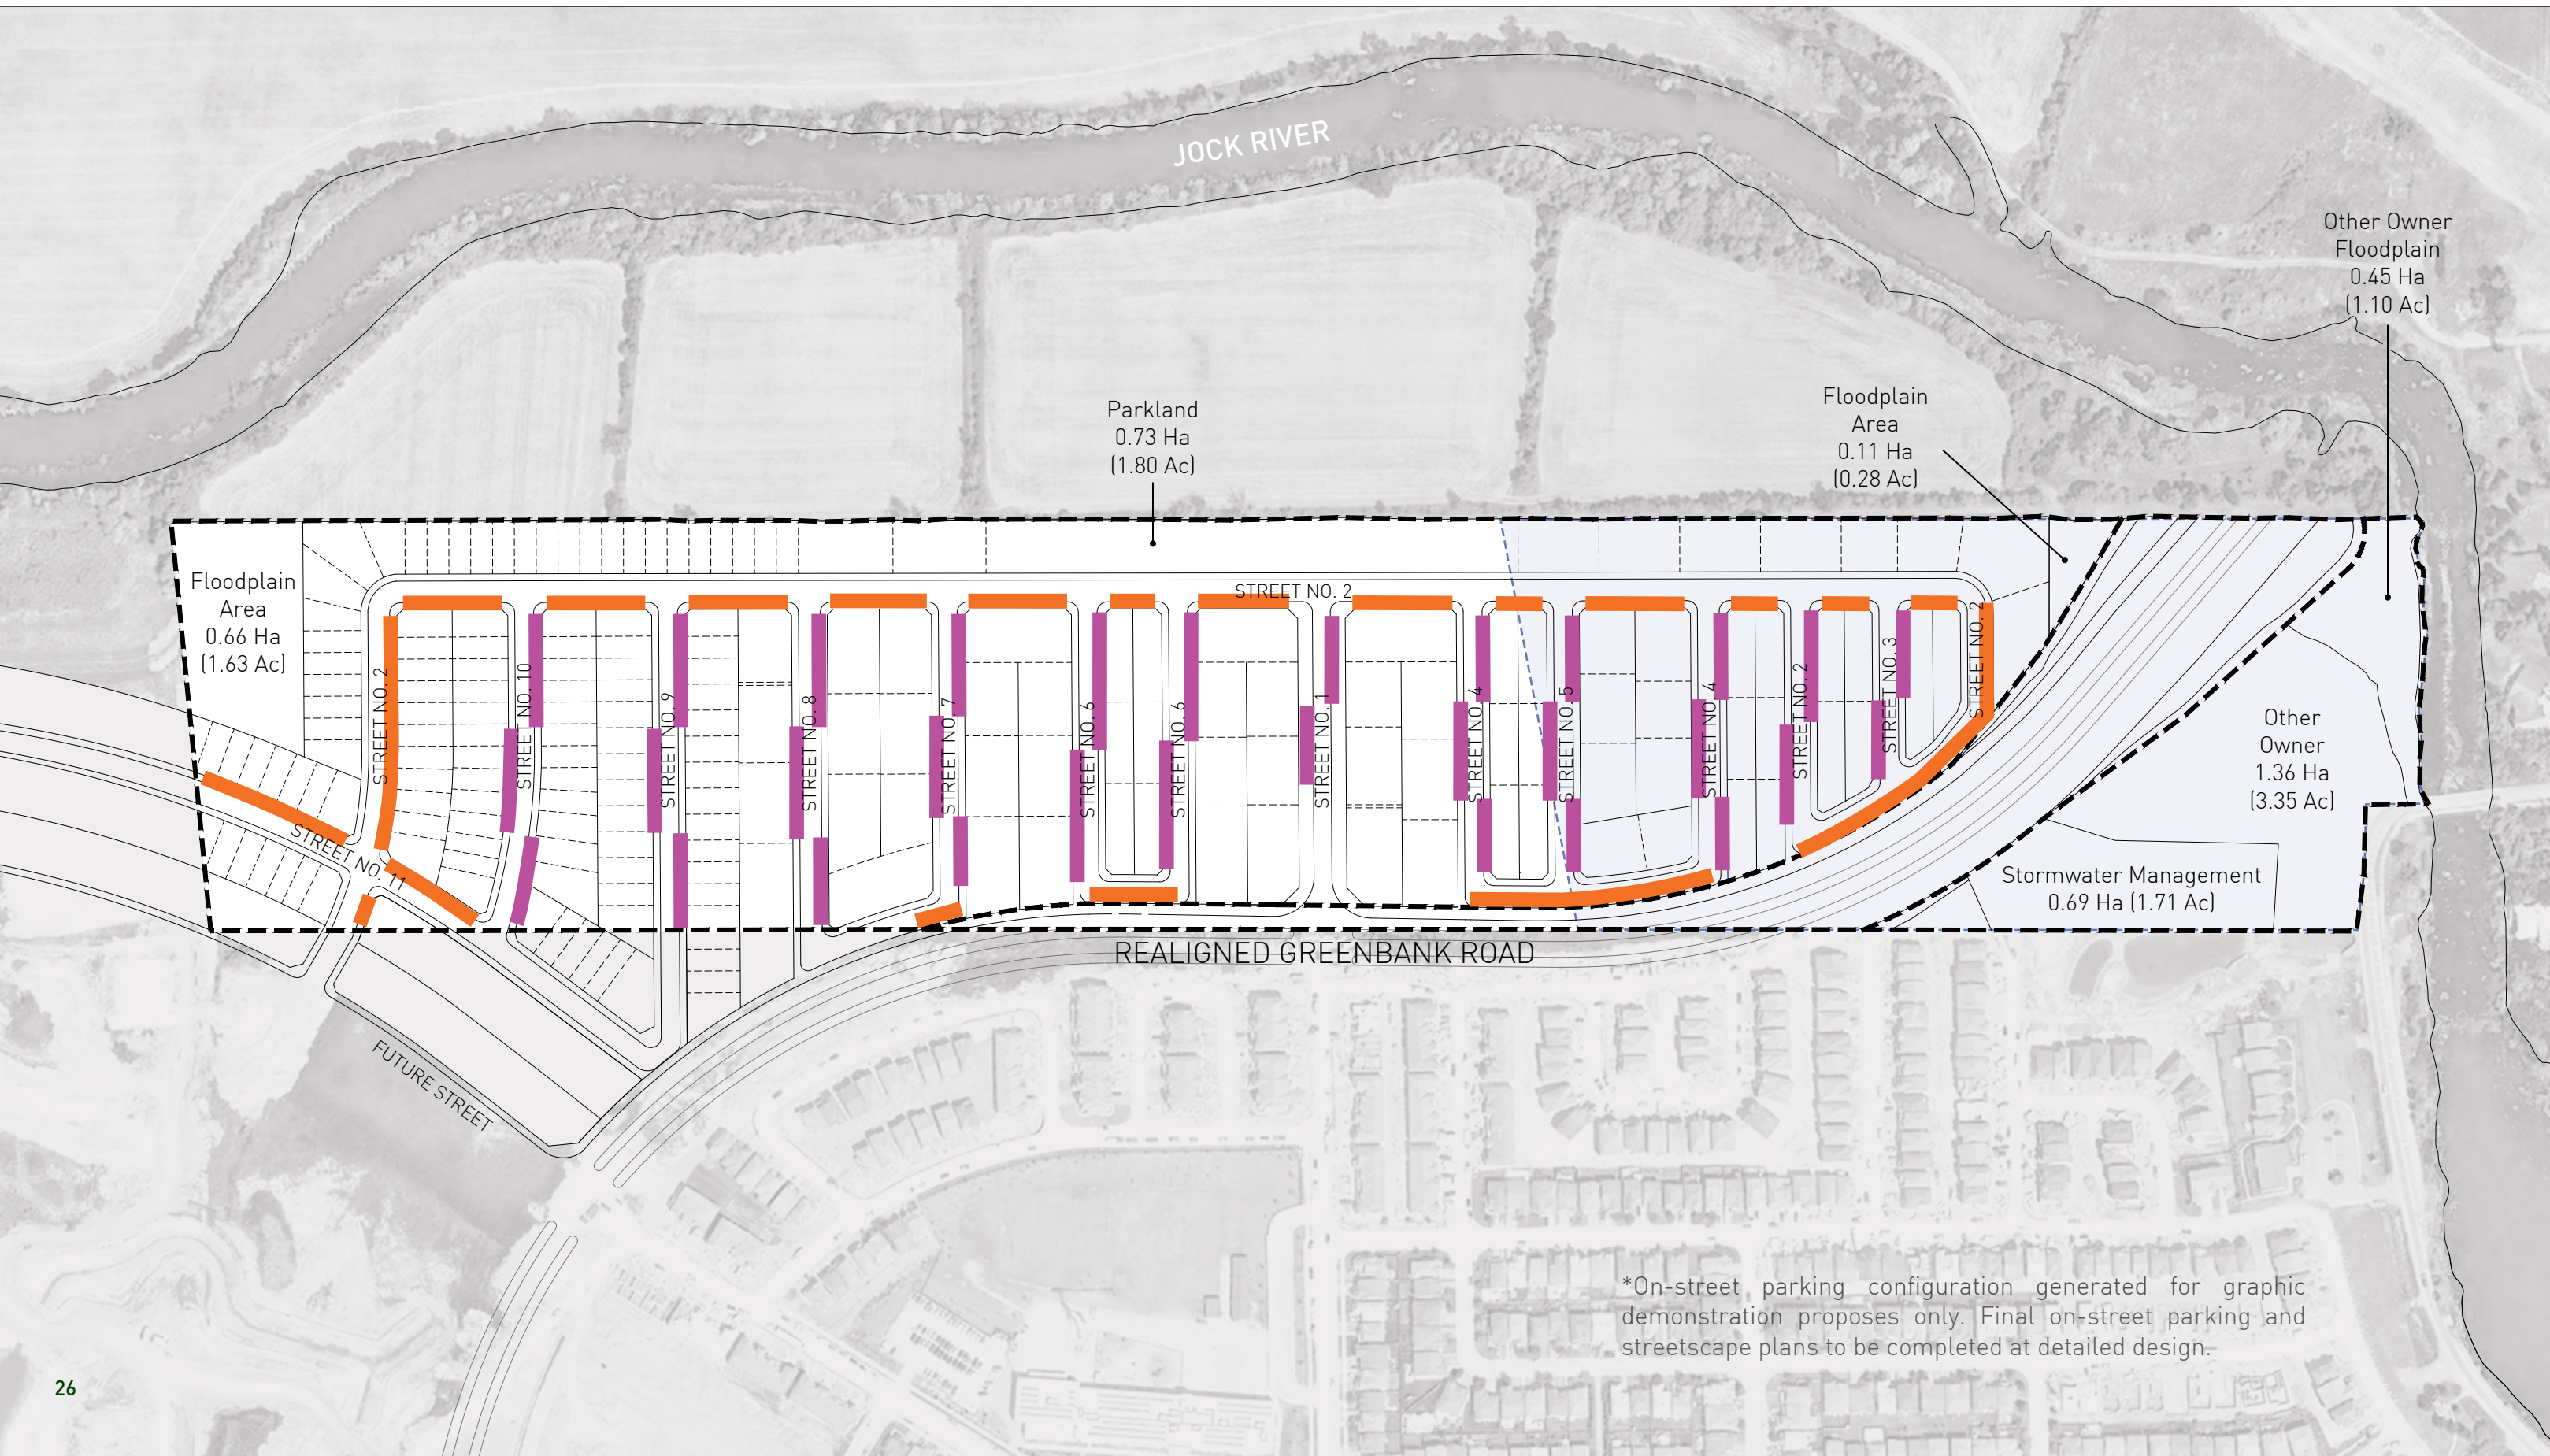 JOCK RIVER
Other Owner
Floodplain
0.45 Ha
(1.10 Ac)
Parkland
0.73 Ha
(1.80 Ac)
Floodplain
Area
0.11 Ha
(0.28 Ac)
Floodplain
Area
0.66 Ha
(1.63 Ac)
STREET NO. 2
STREET NO. 2
STREET NO. 10
STREET NO. 9
STREET NO. 8
STREET NO. 7
STREET NO. 6
STREET NO. 6
STREET NO. 1
STREET NO. 4
STREET NO. 5
STREET NO. 4
STREET NO. 2
STREET NO. 3
STREET NO. 2
STREET NO. 11
Other
Owner
1.36 Ha
(3.35 Ac)
Stormwater Management
0.69 Ha (1.71 Ac)
REALIGNED GREENBANK ROAD
FUTURE STREET
*On-street parking configuration generated for graphic
demonstration proposes only. Final on-street parking and
streetscape plans to be completed at detailed design.
26